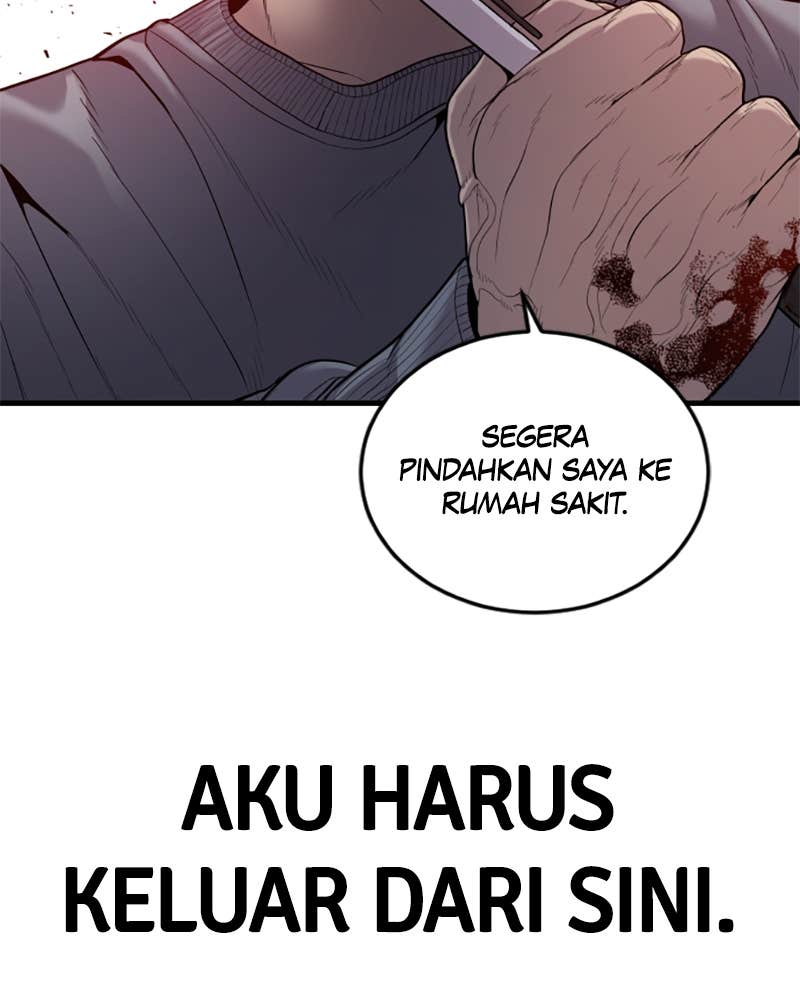 SEGERA
PINDAHKAN SAYA KE
RUMAH SAKIT.
AKU HARUS
KELUAR DARI SINI.